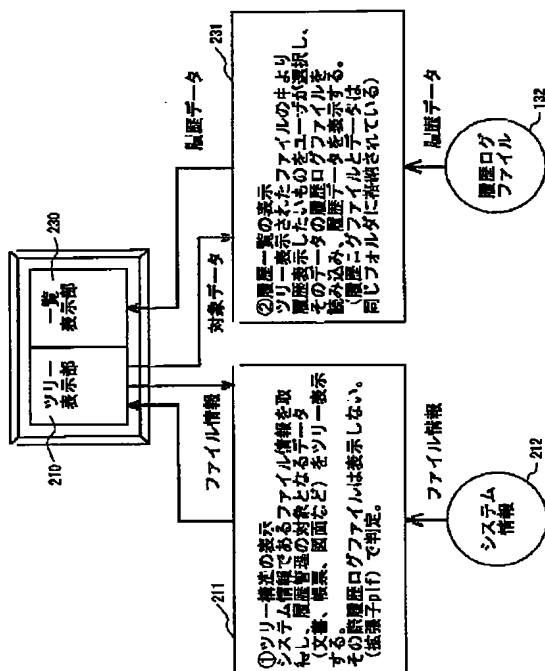 230
一覧
表示部
ツリー
表示部
210
ファイル情報
対象データ
履歴データ
211
①ツリー構造の表示
システム情報であるファイル情報を取
得し、履歴管理の対象となるデータ
(文書、帳票、図面など)をツリー表示
する。
その際履歴ログファイルは表示しない。
(拡張子plf)で判定。
231
②履歴一覧の表示
ツリー表示されたファイルの中より
履歴表示したいものをユーザが選択し、
そのデータの履歴ログファイルを
読み込み、履歴データを表示する。
(履歴ログファイルとデータは
同じフォルダに格納されている)
ファイル情報
システム
情報
212
履歴データ
履歴ログ
ファイル
132